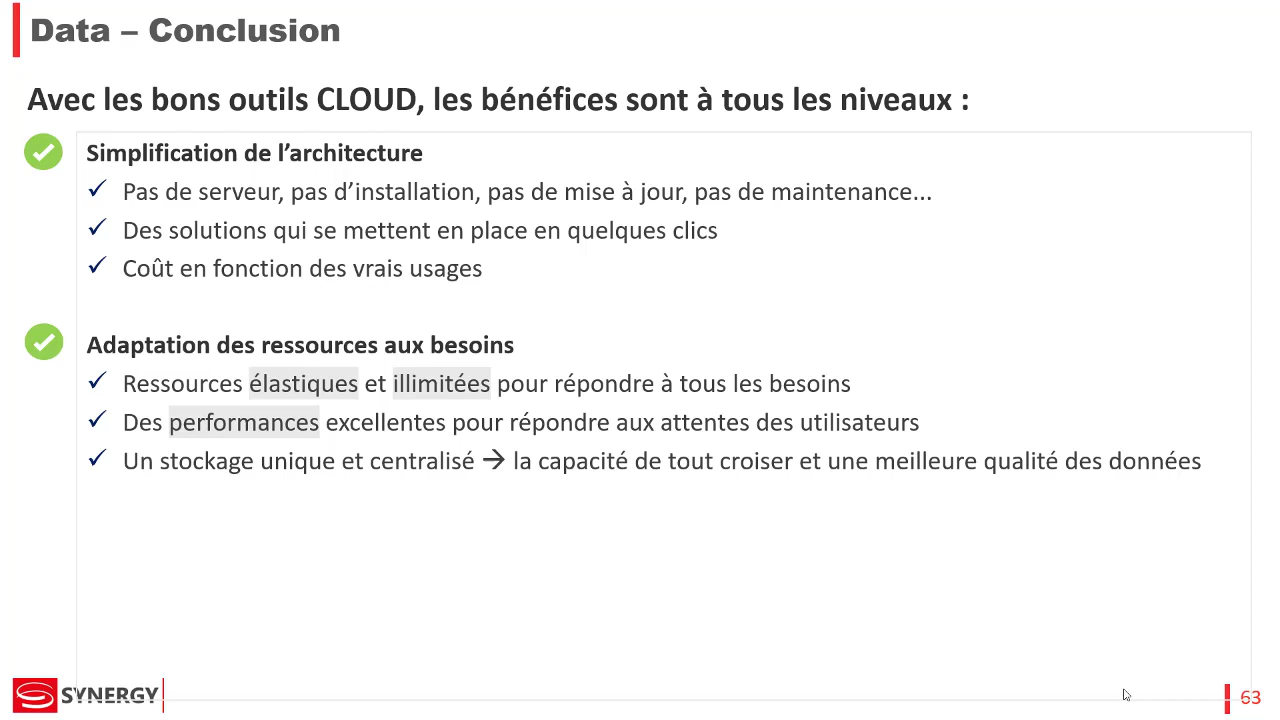 Data – Conclusion
Avec les bons outils CLOUD, les bénéfices sont à tous les niveaux :
Simplification de l’architecture
Pas de serveur, pas d’installation, pas de mise à jour, pas de maintenance...
Des solutions qui se mettent en place en quelques clics
Coût en fonction des vrais usages
Adaptation des ressources aux besoins
Ressources élastiques et illimitées pour répondre à tous les besoins
Des performances excellentes pour répondre aux attentes des utilisateurs
Un stockage unique et centralisé → la capacité de tout croiser et une meilleure qualité des données
SYNERGY
63